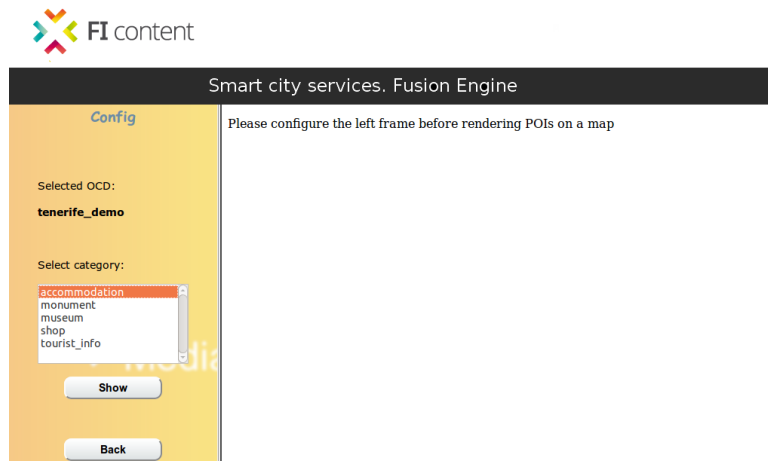 FI content
Smart city services. Fusion Engine
Config
Please configure the left frame before rendering POIs on a map
Selected OCD:
tenerife_demo
Select category:
accommodation
monument
museum
shop
tourist_info
Show
Back